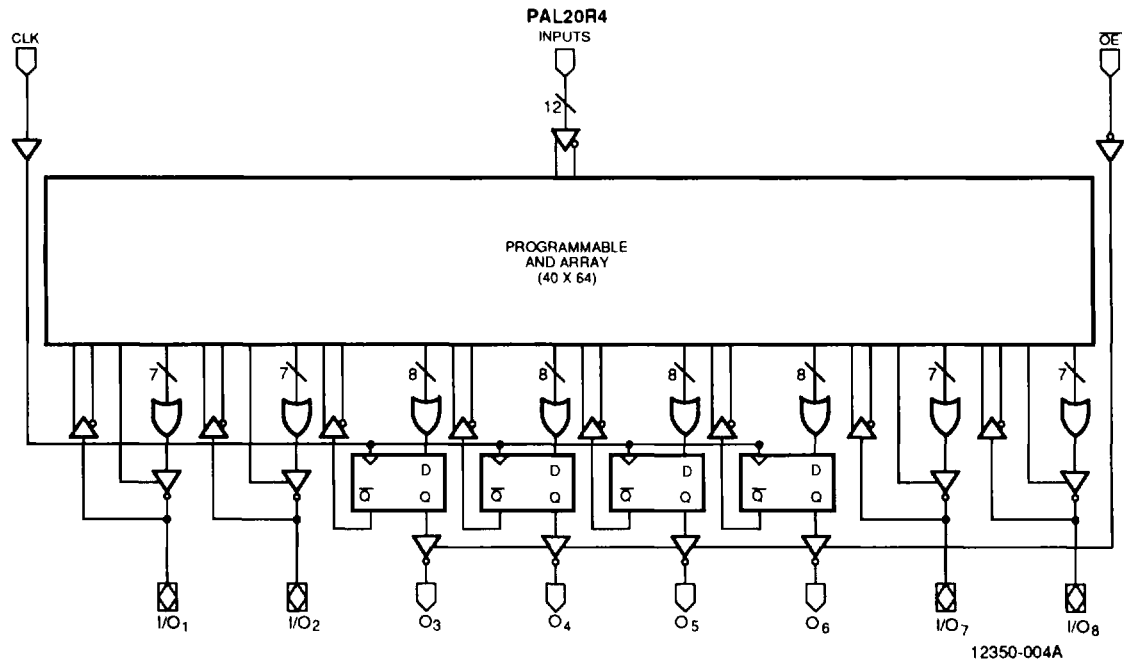 PAL20R4
CLK
INPUTS
O̅E̅
12
PROGRAMMABLE
AND ARRAY
(40 X 64)
7
7
8
8
8
8
7
7
D
D
D
D
Q̅
Q
Q̅
Q
Q̅
Q
Q̅
Q
I/O1
I/O2
O3
O4
O5
O6
I/O7
I/O8
12350-004A